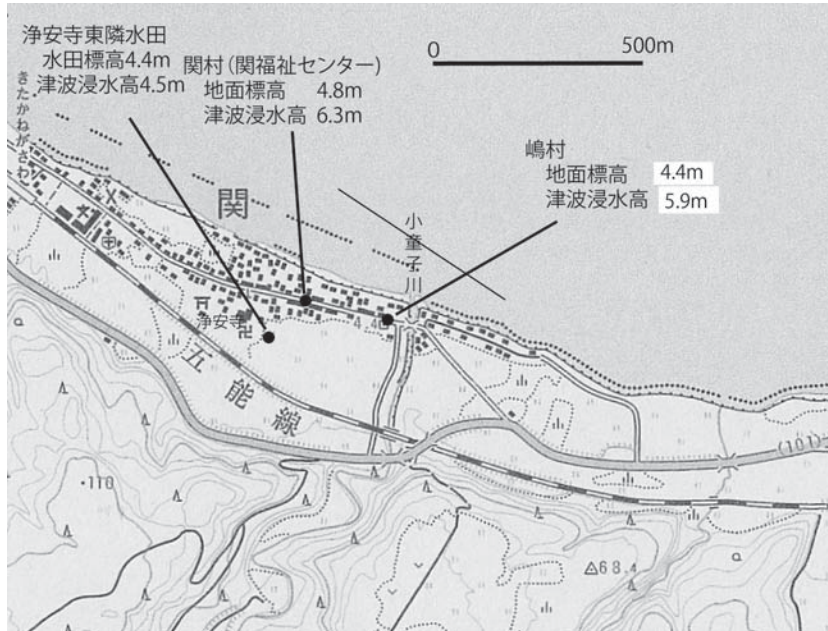 浄安寺東隣水田
水田標高4.4m
津波浸水高4.5m
関村(関福祉センター)
地面標高 4.8m
津波浸水高 6.3m
0 500m
嶋村
地面標高 4.4m
津波浸水高 5.9m
きたかねがさわ
関
小童子川
浄安寺
4.4
五能線
(101)
・110
△68.4